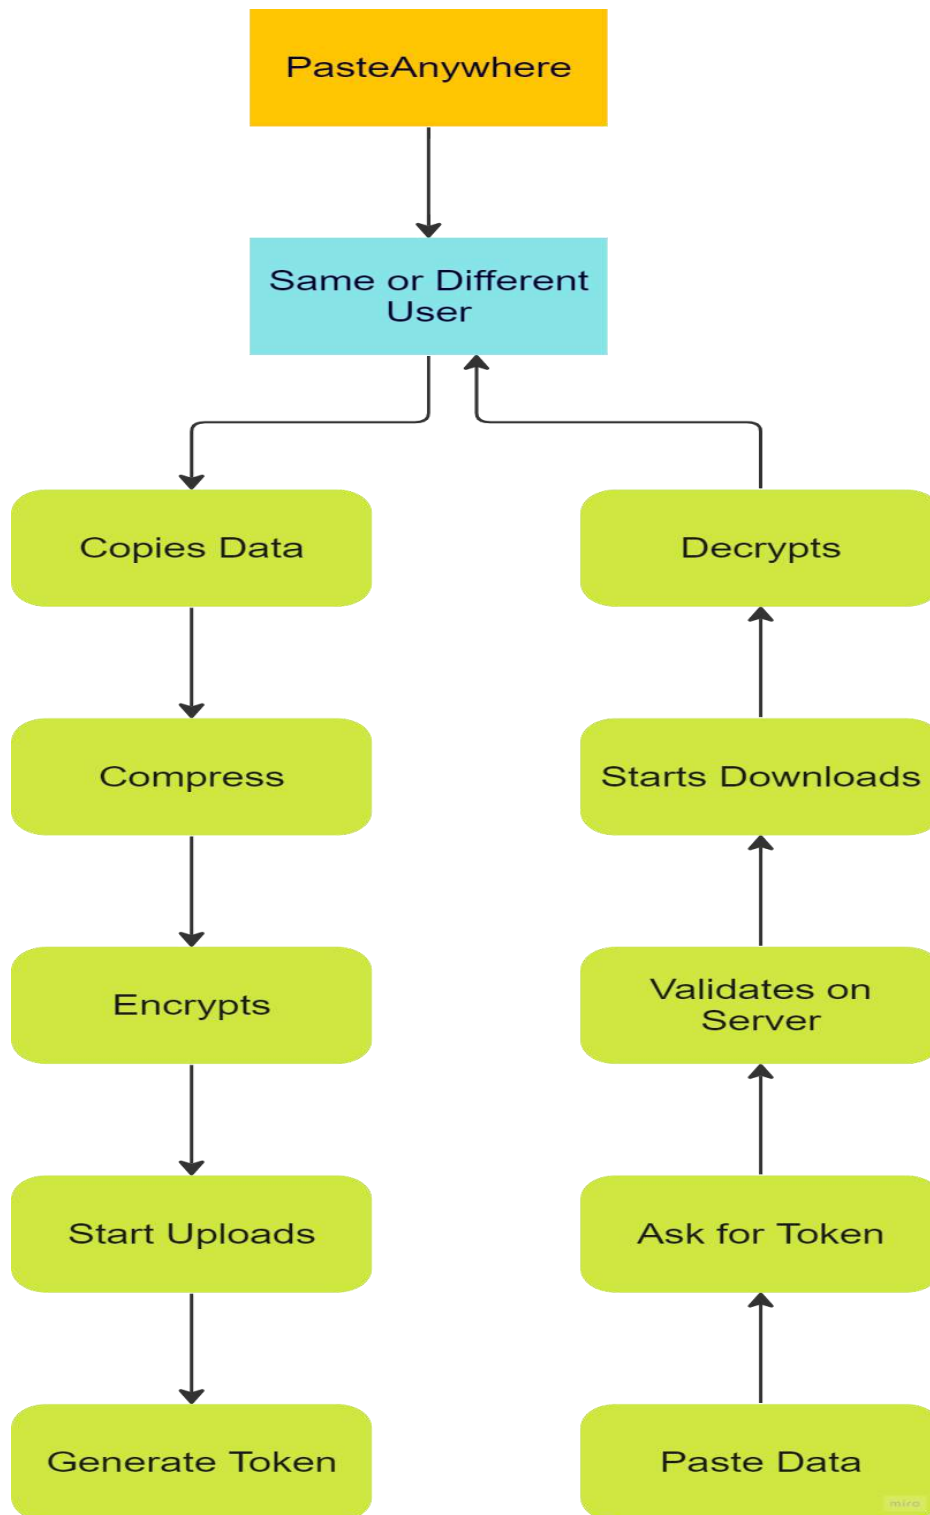 PasteAnywhere
Same or Different
User
Copies Data
Compress
Encrypts
Start Uploads
Generate Token
Decrypts
Starts Downloads
Validates on
Server
Ask for Token
Paste Data
miro